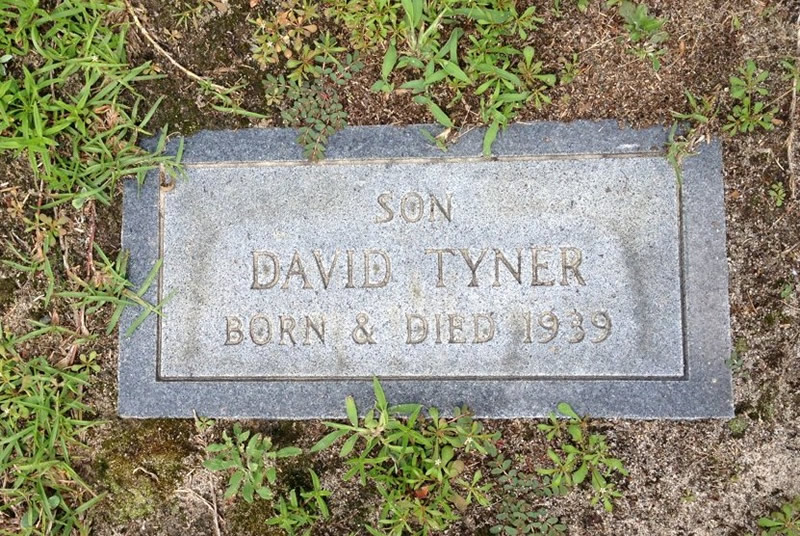 SON
DAVID TYNER
BORN & DIED 1939